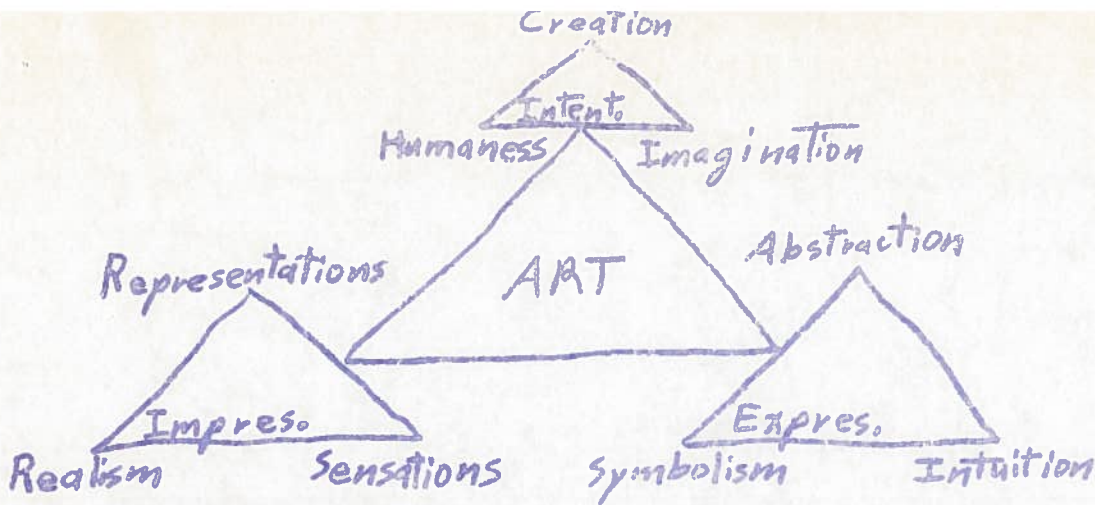 Creation
Intent.
Humaness
Imagination
Abstraction
Representations
ART
Impres.
Expres.
Realism
Sensations
Symbolism
Intuition